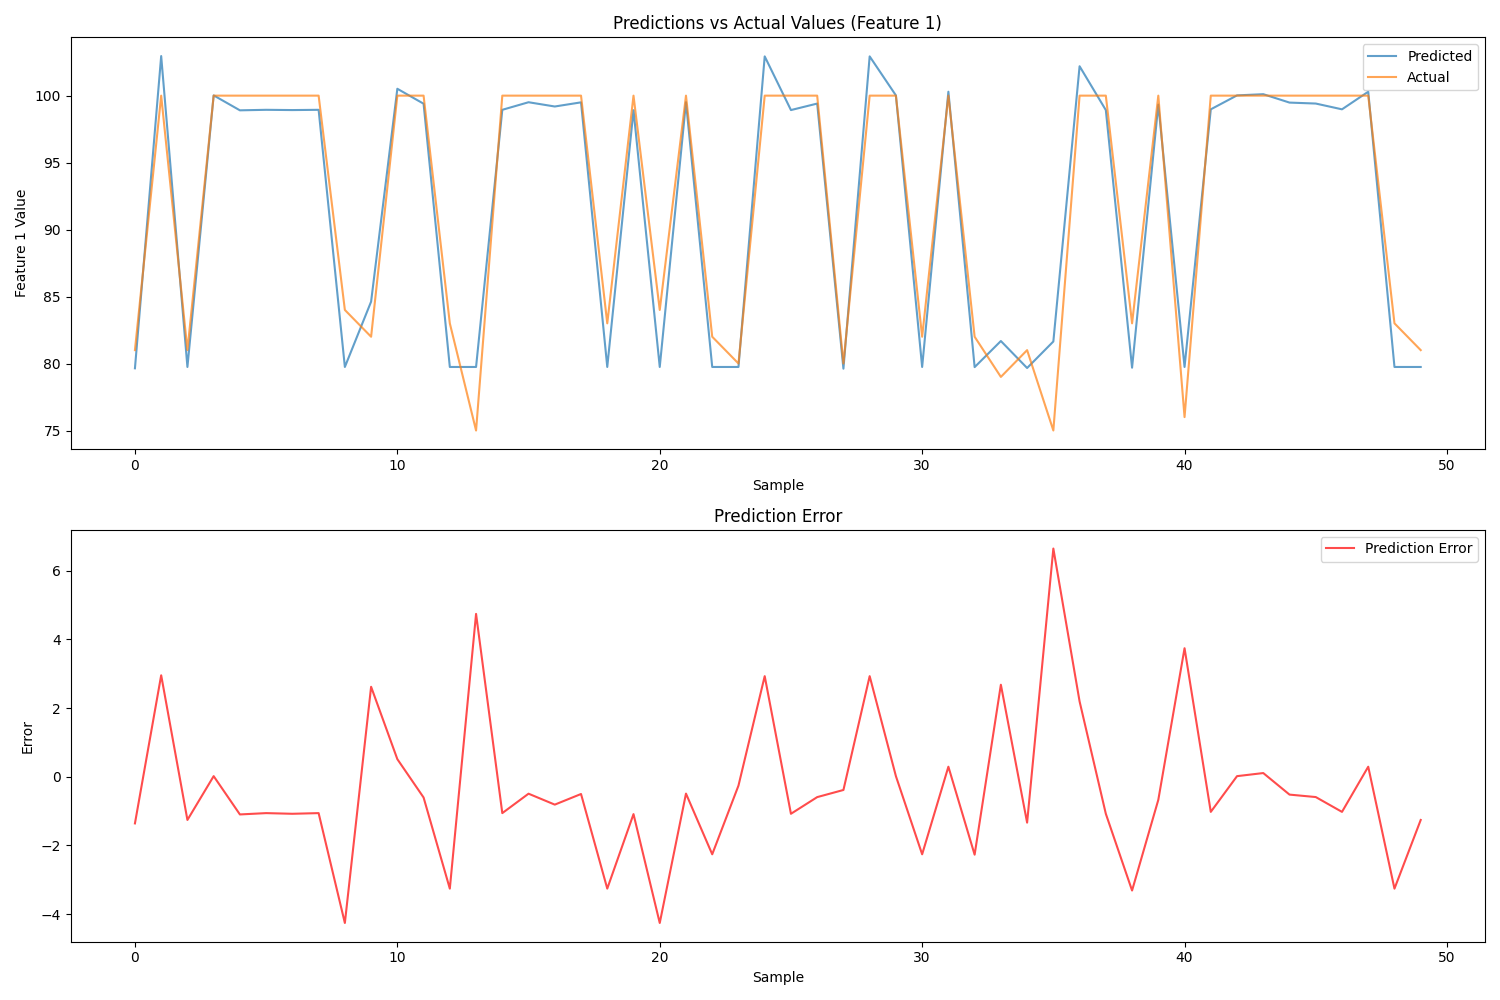 Predictions vs Actual Values (Feature 1)
Predicted
Actual
Feature 1 Value
100
95
90
85
80
75
0 10 20 30 40 50
Sample
Prediction Error
Prediction Error
Error
6
4
2
0
−2
−4
0 10 20 30 40 50
Sample